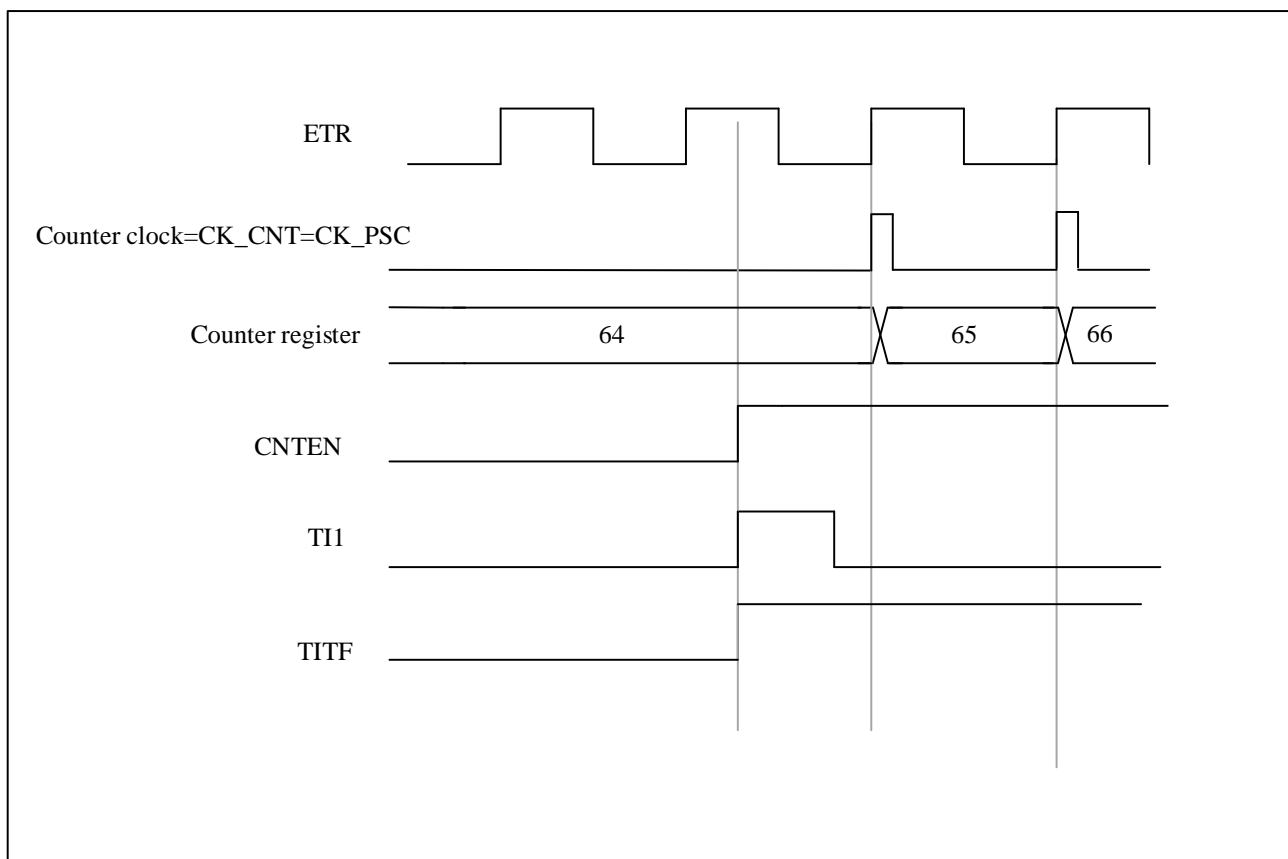 ETR
Counter clock=CK_CNT=CK_PSC
Counter register
64
65
66
CNTEN
TI1
TITF